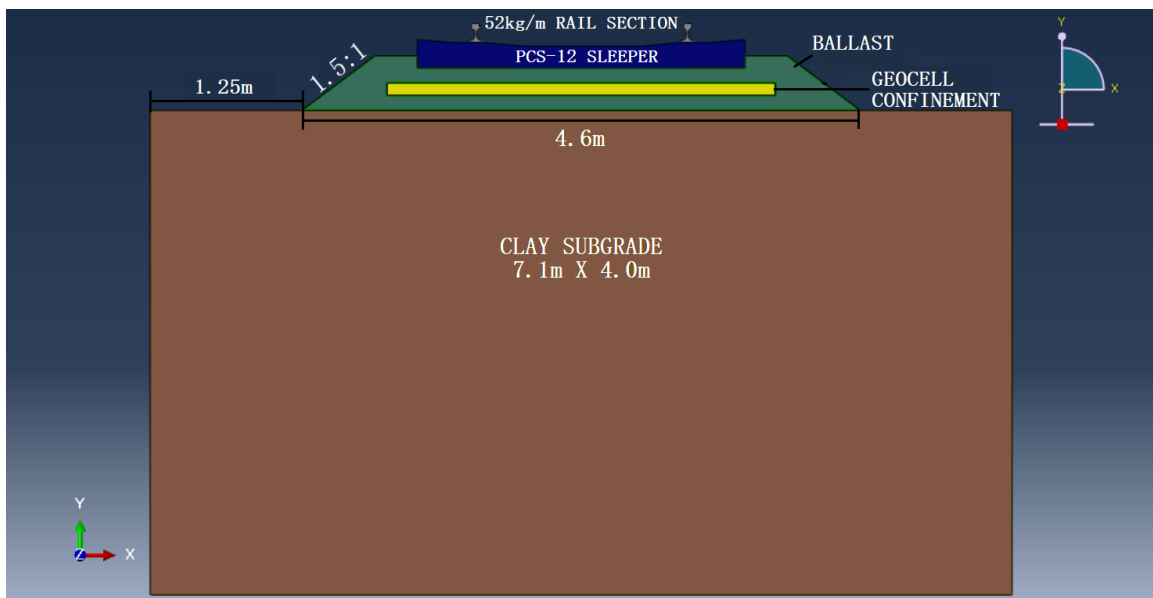 52kg/m RAIL SECTION
PCS-12 SLEEPER
BALLAST
1.5:1
1.25m
GEOCELL
CONFINEMENT
4.6m
CLAY SUBGRADE
7.1m X 4.0m
Y
Z
X
Y
Z
X